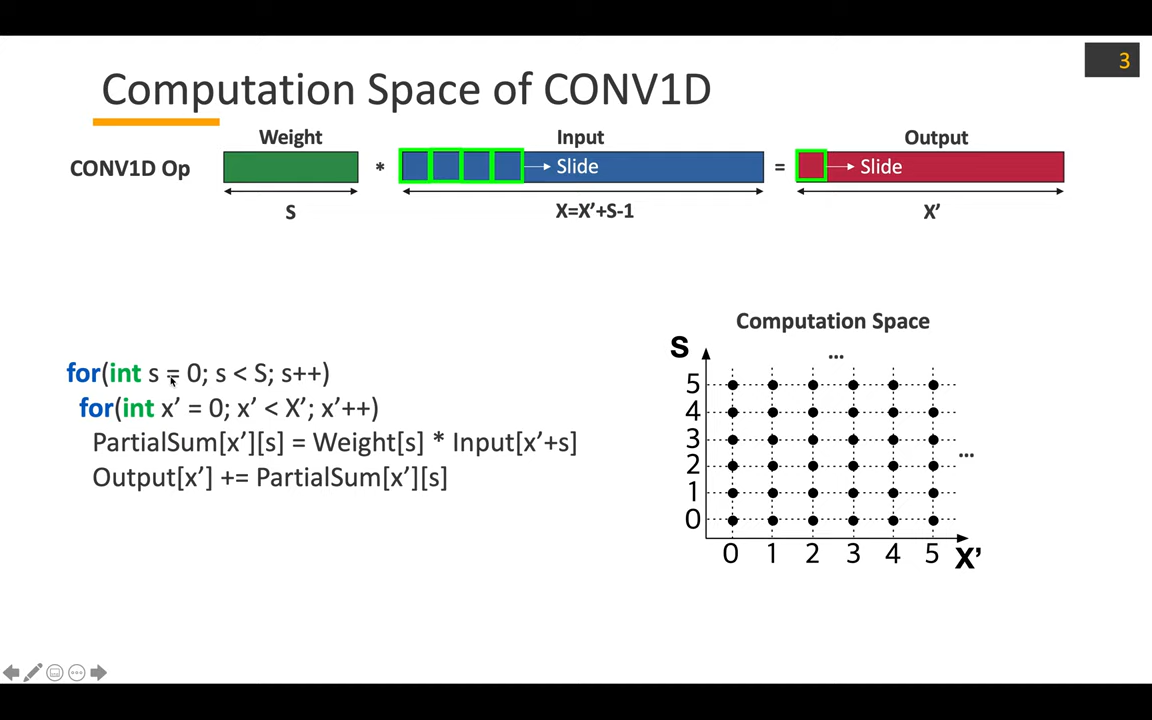 3
Computation Space of CONV1D
Weight
Input
Output
CONV1D Op
*
Slide
=
Slide
S
X=X’+S-1
X’
for(int s = 0; s < S; s++)
for(int x’ = 0; x’ < X’; x’++)
PartialSum[x’][s] = Weight[s] * Input[x’+s]
Output[x’] += PartialSum[x’][s]
Computation Space
S
...
5
4
3
2
1
0
...
0 1 2 3 4 5 X’